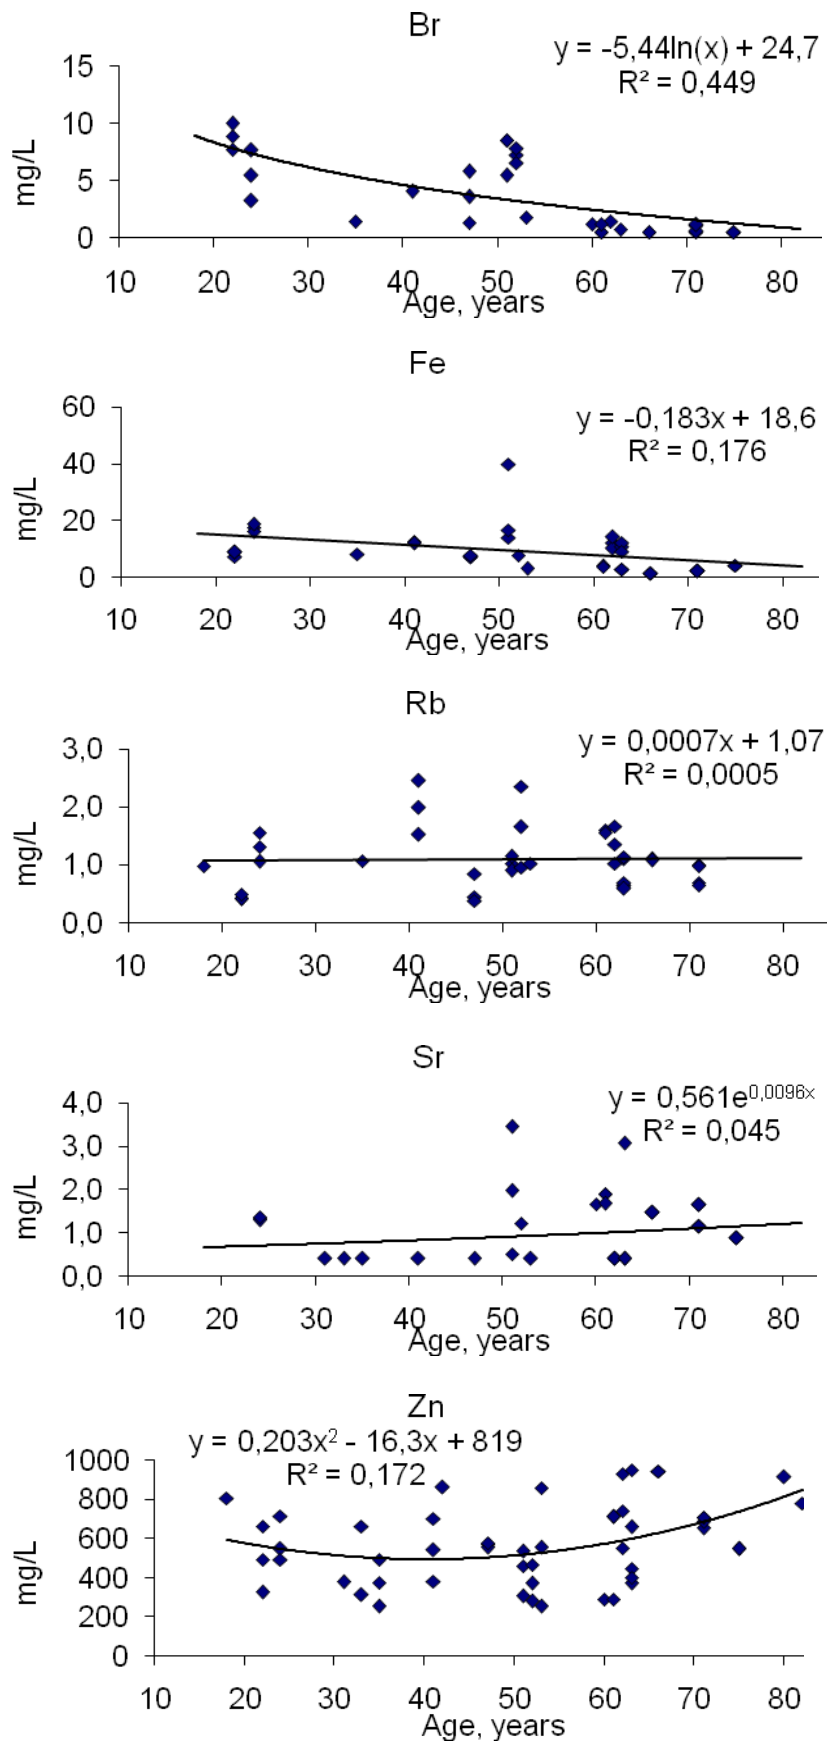 Br
y = -5,44ln(x) + 24,7
R² = 0,449
15
10
5
0
mg/L
10 20 30 40 50 60 70 80
Age, years
Fe
y = -0,183x + 18,6
R² = 0,176
60
40
20
0
mg/L
10 20 30 40 50 60 70 80
Age, years
Rb
y = 0,0007x + 1,07
R² = 0,0005
3,0
2,0
1,0
0,0
mg/L
10 20 30 40 50 60 70 80
Age, years
Sr
y = 0,561e^0,0096x
R² = 0,045
4,0
3,0
2,0
1,0
0,0
mg/L
10 20 30 40 50 60 70 80
Age, years
Zn
y = 0,203x² - 16,3x + 819
R² = 0,172
1000
800
600
400
200
0
mg/L
10 20 30 40 50 60 70 80
Age, years